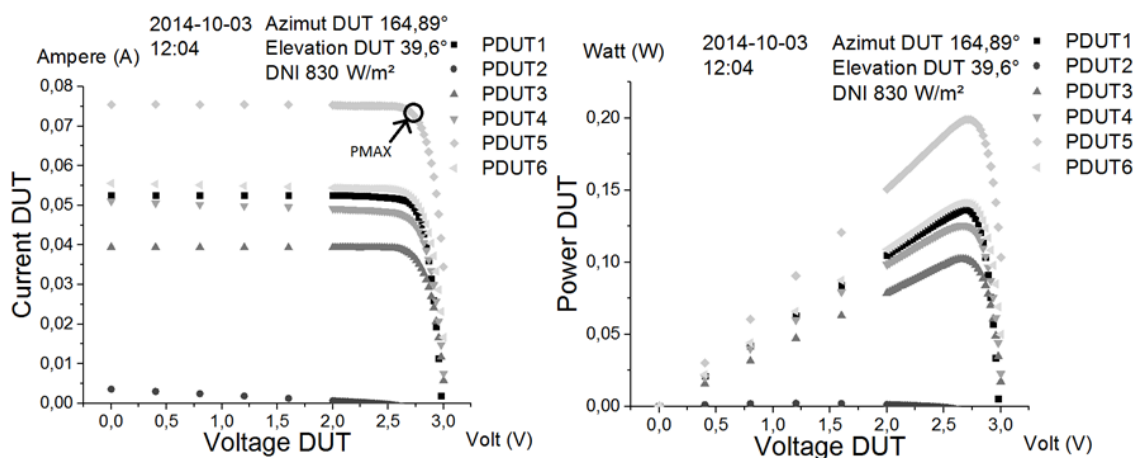 2014-10-03
12:04
Azimut DUT 164,89°
Elevation DUT 39,6°
DNI 830 W/m²
Ampere (A)
PDUT1
PDUT2
PDUT3
PDUT4
PDUT5
PDUT6
0,08
0,07
0,06
0,05
0,04
0,03
0,02
0,01
0,00
Current DUT
PMAX
0,0 0,5 1,0 1,5 2,0 2,5 3,0
Voltage DUT
Volt (V)
Watt (W)
2014-10-03
12:04
Azimut DUT 164,89°
Elevation DUT 39,6°
DNI 830 W/m²
PDUT1
PDUT2
PDUT3
PDUT4
PDUT5
PDUT6
0,20
0,15
0,10
0,05
0,00
Power DUT
0,0 0,5 1,0 1,5 2,0 2,5 3,0
Voltage DUT
Volt (V)